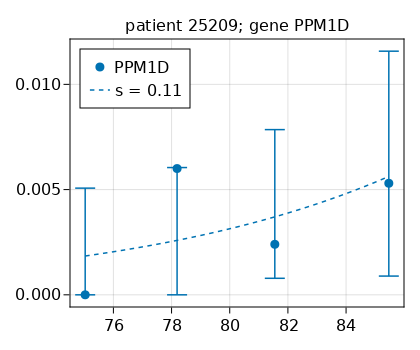 patient 25209; gene PPM1D
PPM1D
s = 0.11
0.010
0.005
0.000
76 78 80 82 84